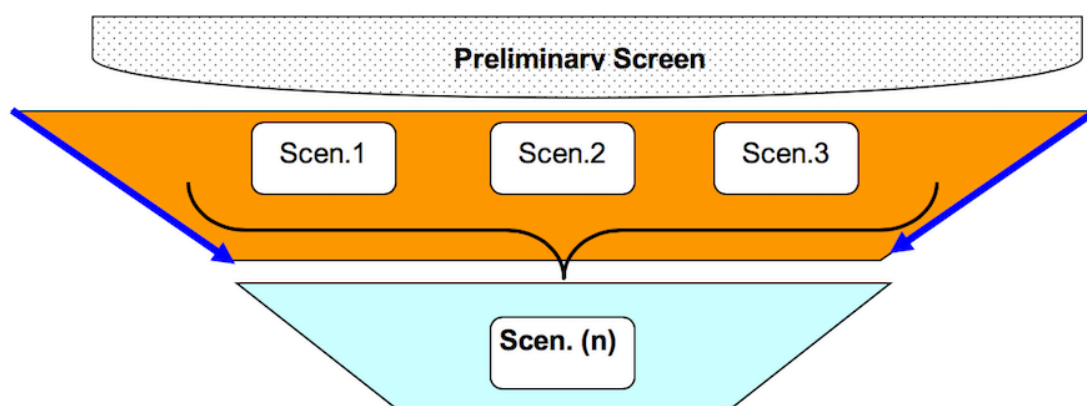 Preliminary Screen
Scen.1
Scen.2
Scen.3
Scen. (n)